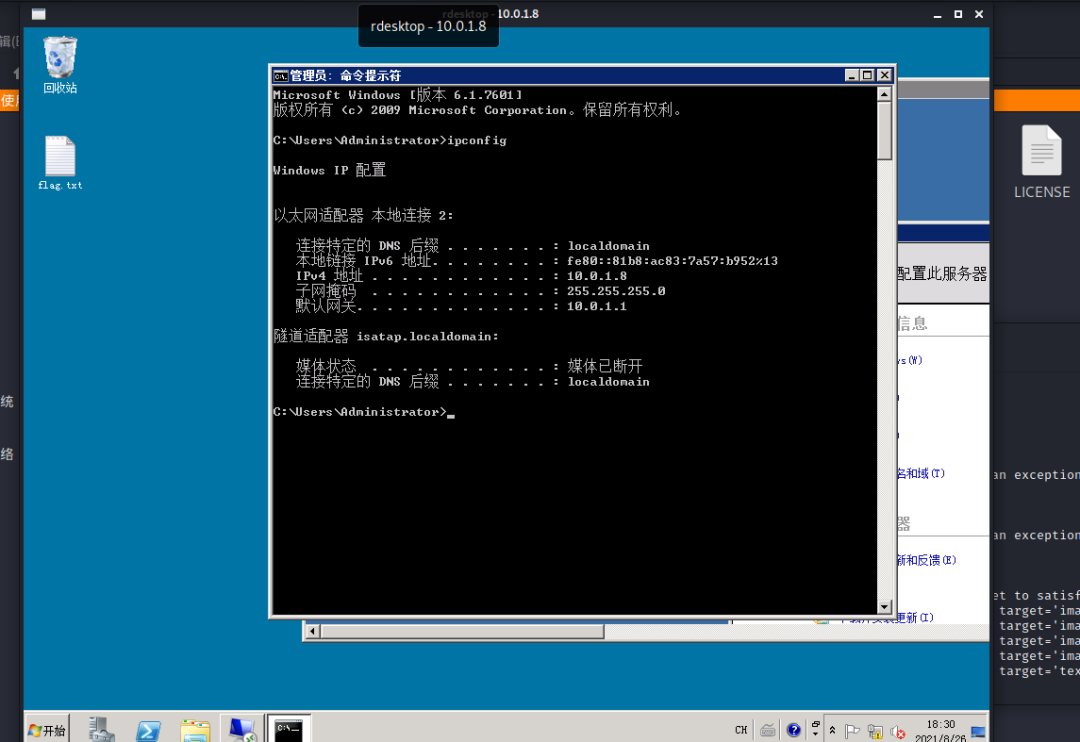 rdesktop - 10.0.1.8
rdesktop - 10.0.1.8
回收站
flag.txt
管理员: 命令提示符
Microsoft Windows [版本 6.1.7601]
版权所有 (c) 2009 Microsoft Corporation。保留所有权利。
C:\Users\Administrator>ipconfig
Windows IP 配置
以太网适配器 本地连接 2:
连接特定的 DNS 后缀 . . . . . . . : localdomain
本地链接 IPv6 地址. . . . . . . . : fe80::81b8:ac83:7a57:b952%13
IPv4 地址 . . . . . . . . . . . . : 10.0.1.8
子网掩码 . . . . . . . . . . . . : 255.255.255.0
默认网关. . . . . . . . . . . . . : 10.0.1.1
隧道适配器 isatap.localdomain:
媒体状态 . . . . . . . . . . . . : 媒体已断开
连接特定的 DNS 后缀 . . . . . . . : localdomain
C:\Users\Administrator>
LICENSE
配置此服务器
信息
ws(W)
名和域(T)
器
新和反馈(E)
更新(I)
使
统
络
an exception
an exception
et to satisf
target='ima
target='ima
target='ima
target='ima
target='tex
开始
CH
18:30
2021/8/26